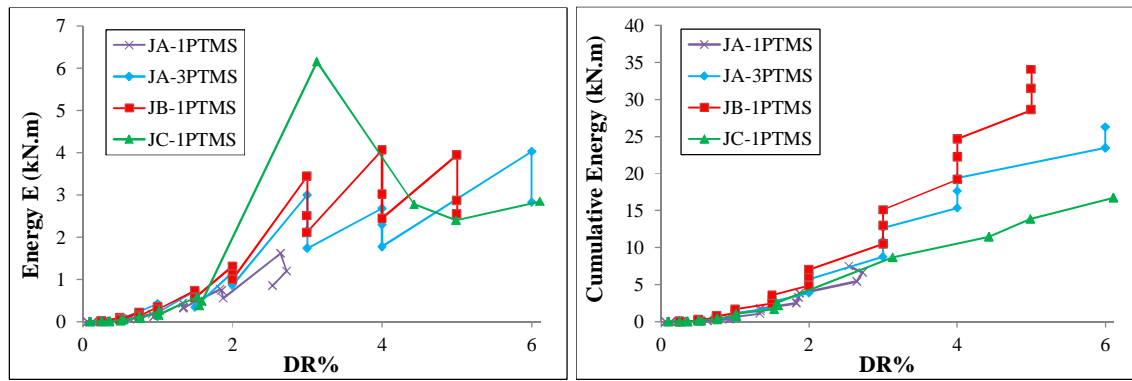 7
6
5
4
3
2
1
0
Energy E (kN.m)
JA-1PTMS
JA-3PTMS
JB-1PTMS
JC-1PTMS
0 2 4 6
DR%
40
35
30
25
20
15
10
5
0
Cumulative Energy (kN.m)
JA-1PTMS
JA-3PTMS
JB-1PTMS
JC-1PTMS
0 2 4 6
DR%